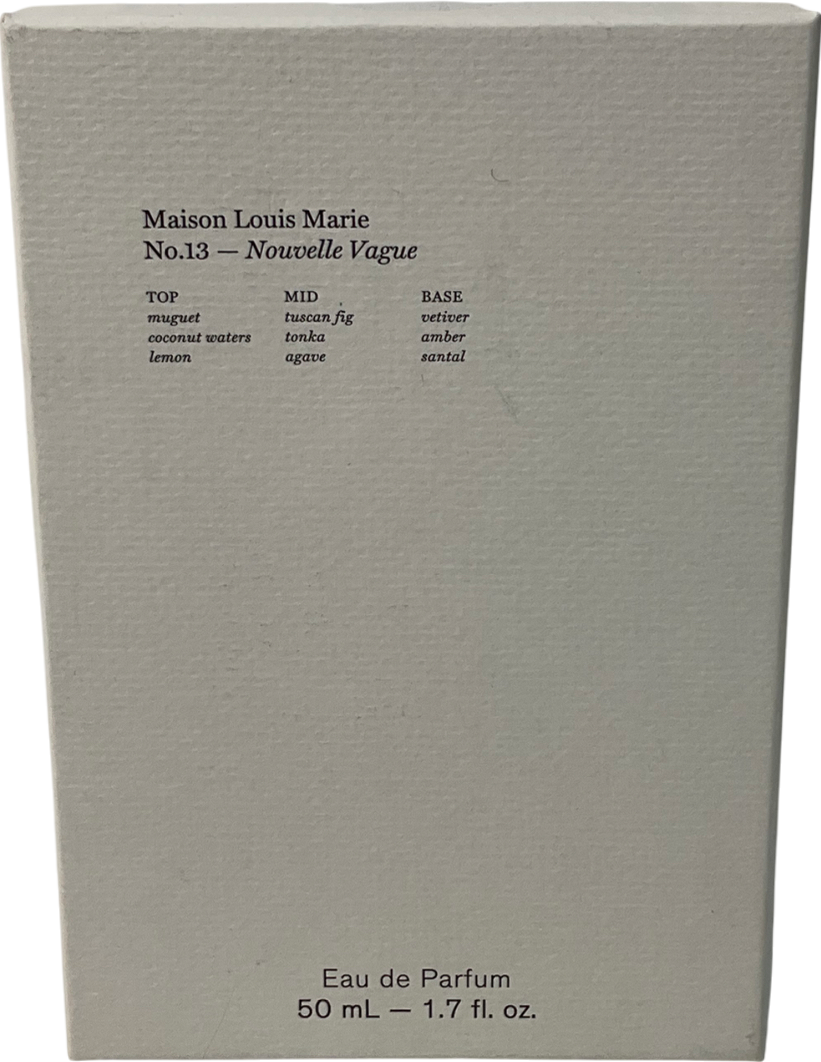 Maison Louis Marie
No.13 — Nouvelle Vague
TOP MID BASE
muguet tuscan fig vetiver
coconut waters tonka amber
lemon agave santal
Eau de Parfum
50 mL — 1.7 fl. oz.